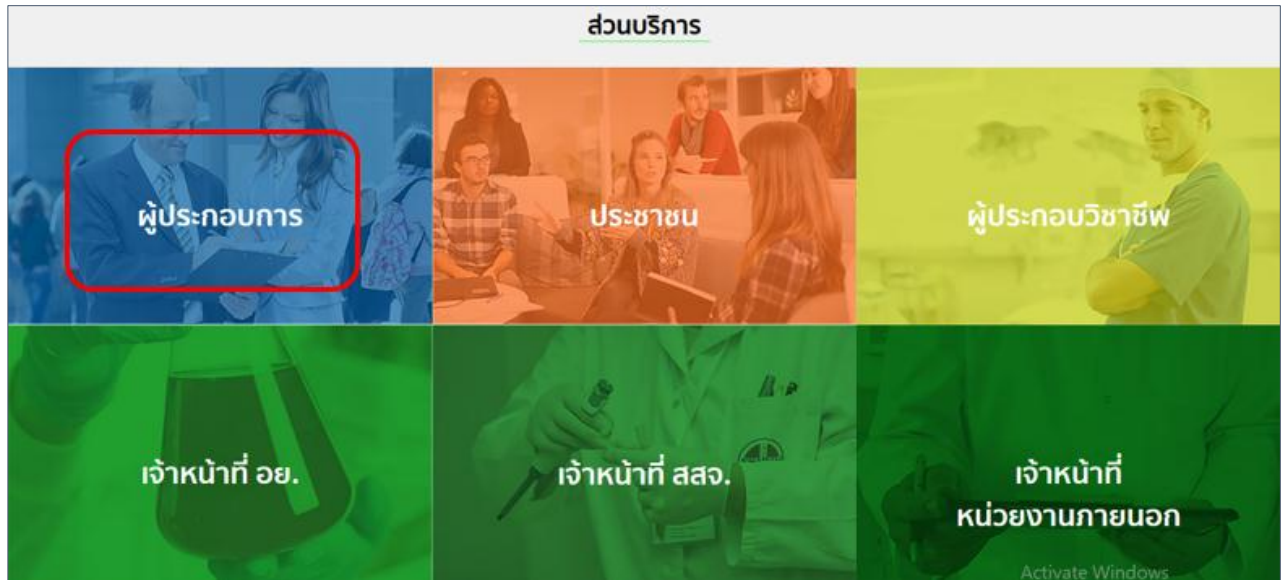 ส่วนบริการ
ผู้ประกอบการ
ประชาชน
ผู้ประกอบวิชาชีพ
เจ้าหน้าที่ อย.
เจ้าหน้าที่ สสจ.
เจ้าหน้าที่
หน่วยงานภายนอก
Activate Windows